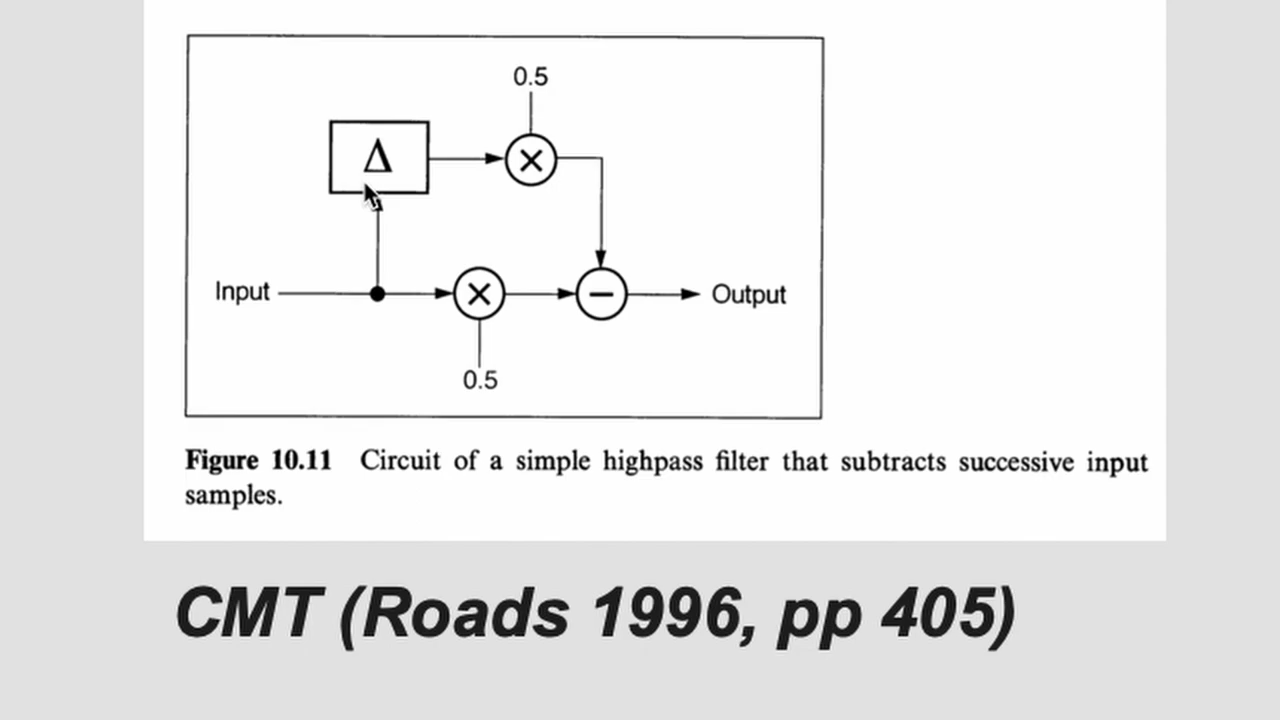 0.5
Δ
×
Input
×
−
Output
0.5
Figure 10.11 Circuit of a simple highpass filter that subtracts successive input
samples.
CMT (Roads 1996, pp 405)